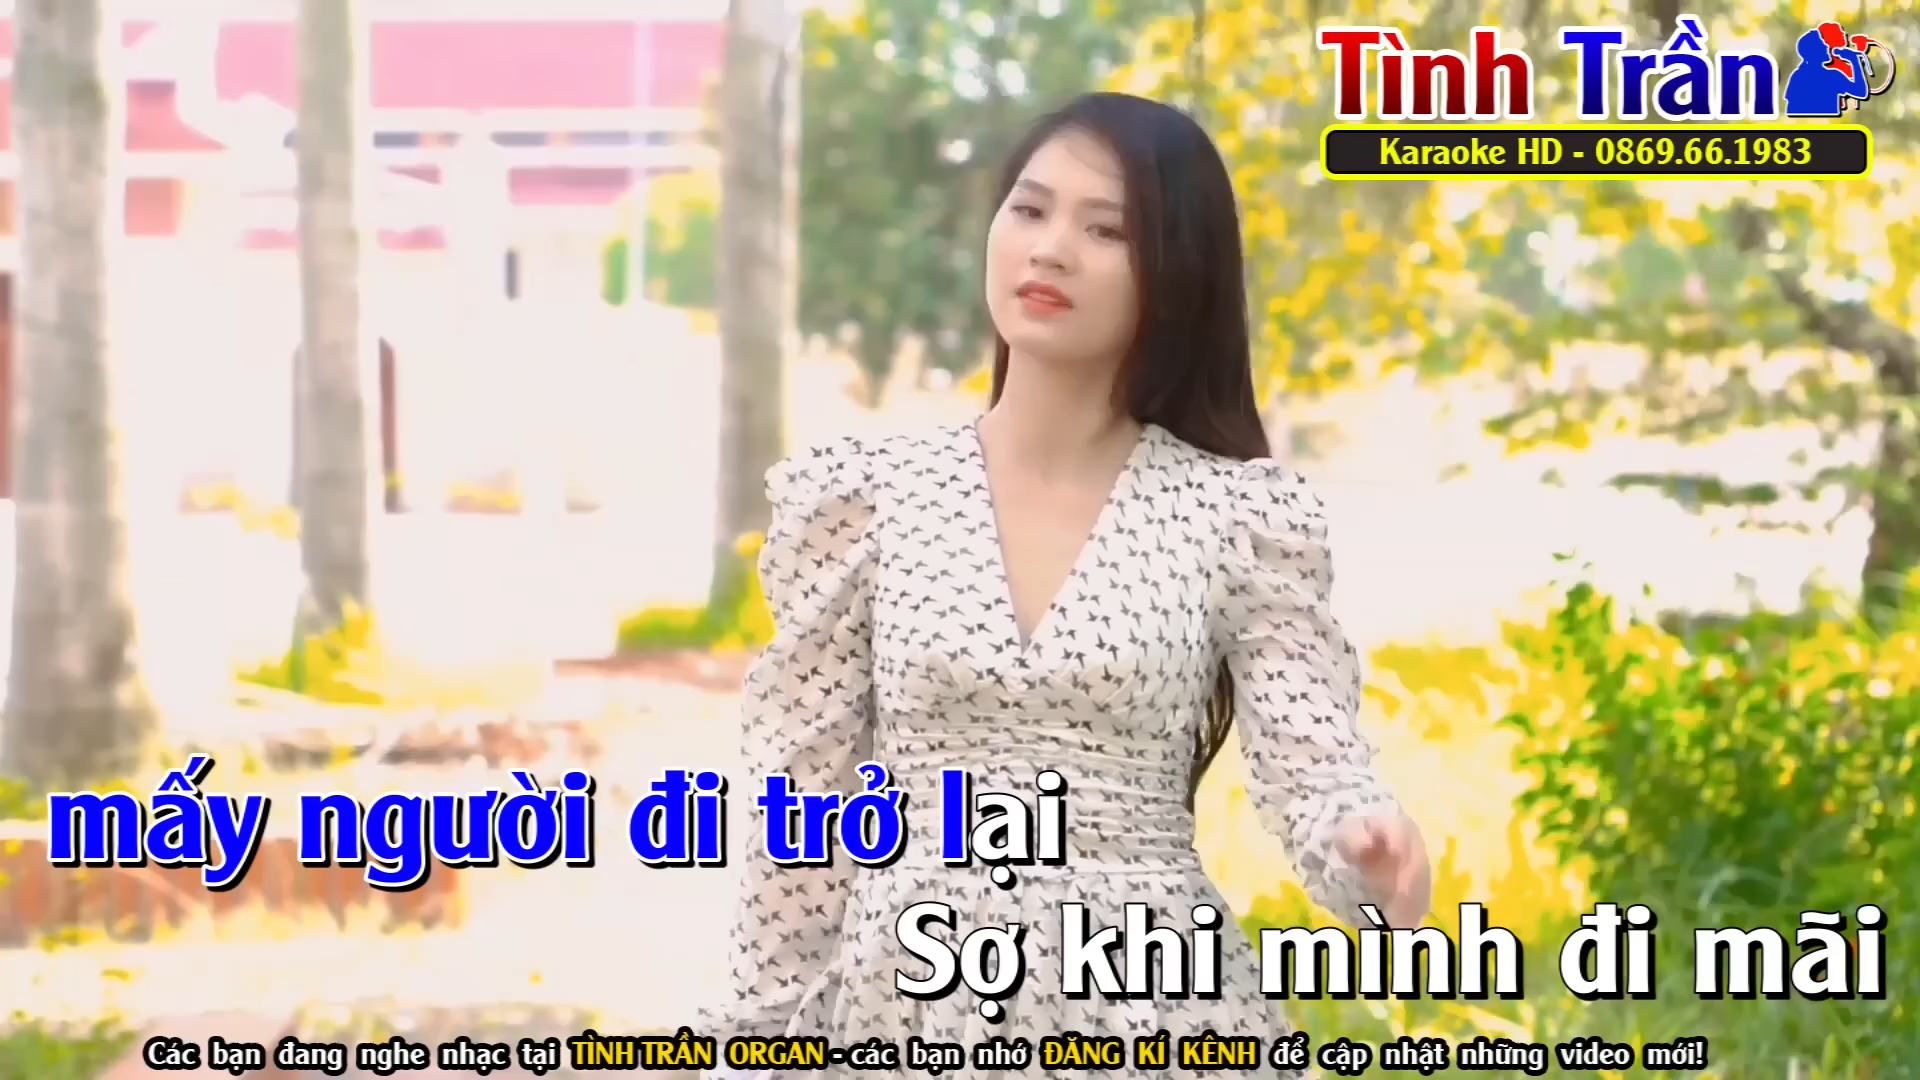 Tình Trần
Karaoke HD - 0869.66.1983
mấy người đi trở lại
Sợ khi mình đi mãi
Các bạn đang nghe nhạc tại TÌNH TRẦN ORGAN - các bạn nhớ ĐĂNG KÍ KÊNH để cập nhật những video mới!